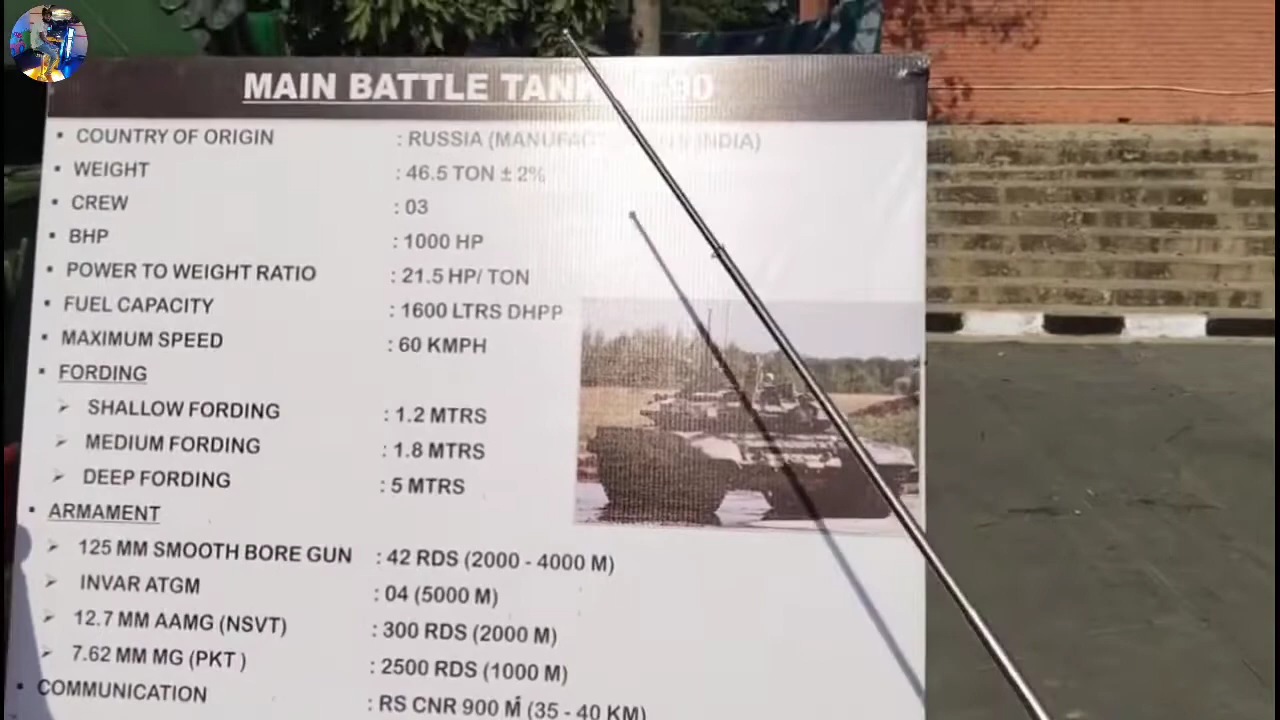 MAIN BATTLE TANK T-90
▪ COUNTRY OF ORIGIN : RUSSIA (MANUFACT INDIA)
▪ WEIGHT : 46.5 TON ± 2%
▪ CREW : 03
▪ BHP : 1000 HP
▪ POWER TO WEIGHT RATIO : 21.5 HP/ TON
▪ FUEL CAPACITY : 1600 LTRS DHPP
▪ MAXIMUM SPEED : 60 KMPH
▪ FORDING
➢ SHALLOW FORDING : 1.2 MTRS
➢ MEDIUM FORDING : 1.8 MTRS
➢ DEEP FORDING : 5 MTRS
▪ ARMAMENT
➢ 125 MM SMOOTH BORE GUN : 42 RDS (2000 - 4000 M)
➢ INVAR ATGM : 04 (5000 M)
➢ 12.7 MM AAMG (NSVT) : 300 RDS (2000 M)
➢ 7.62 MM MG (PKT ) : 2500 RDS (1000 M)
▪ COMMUNICATION : RS CNR 900 M (35 - 40 KM)